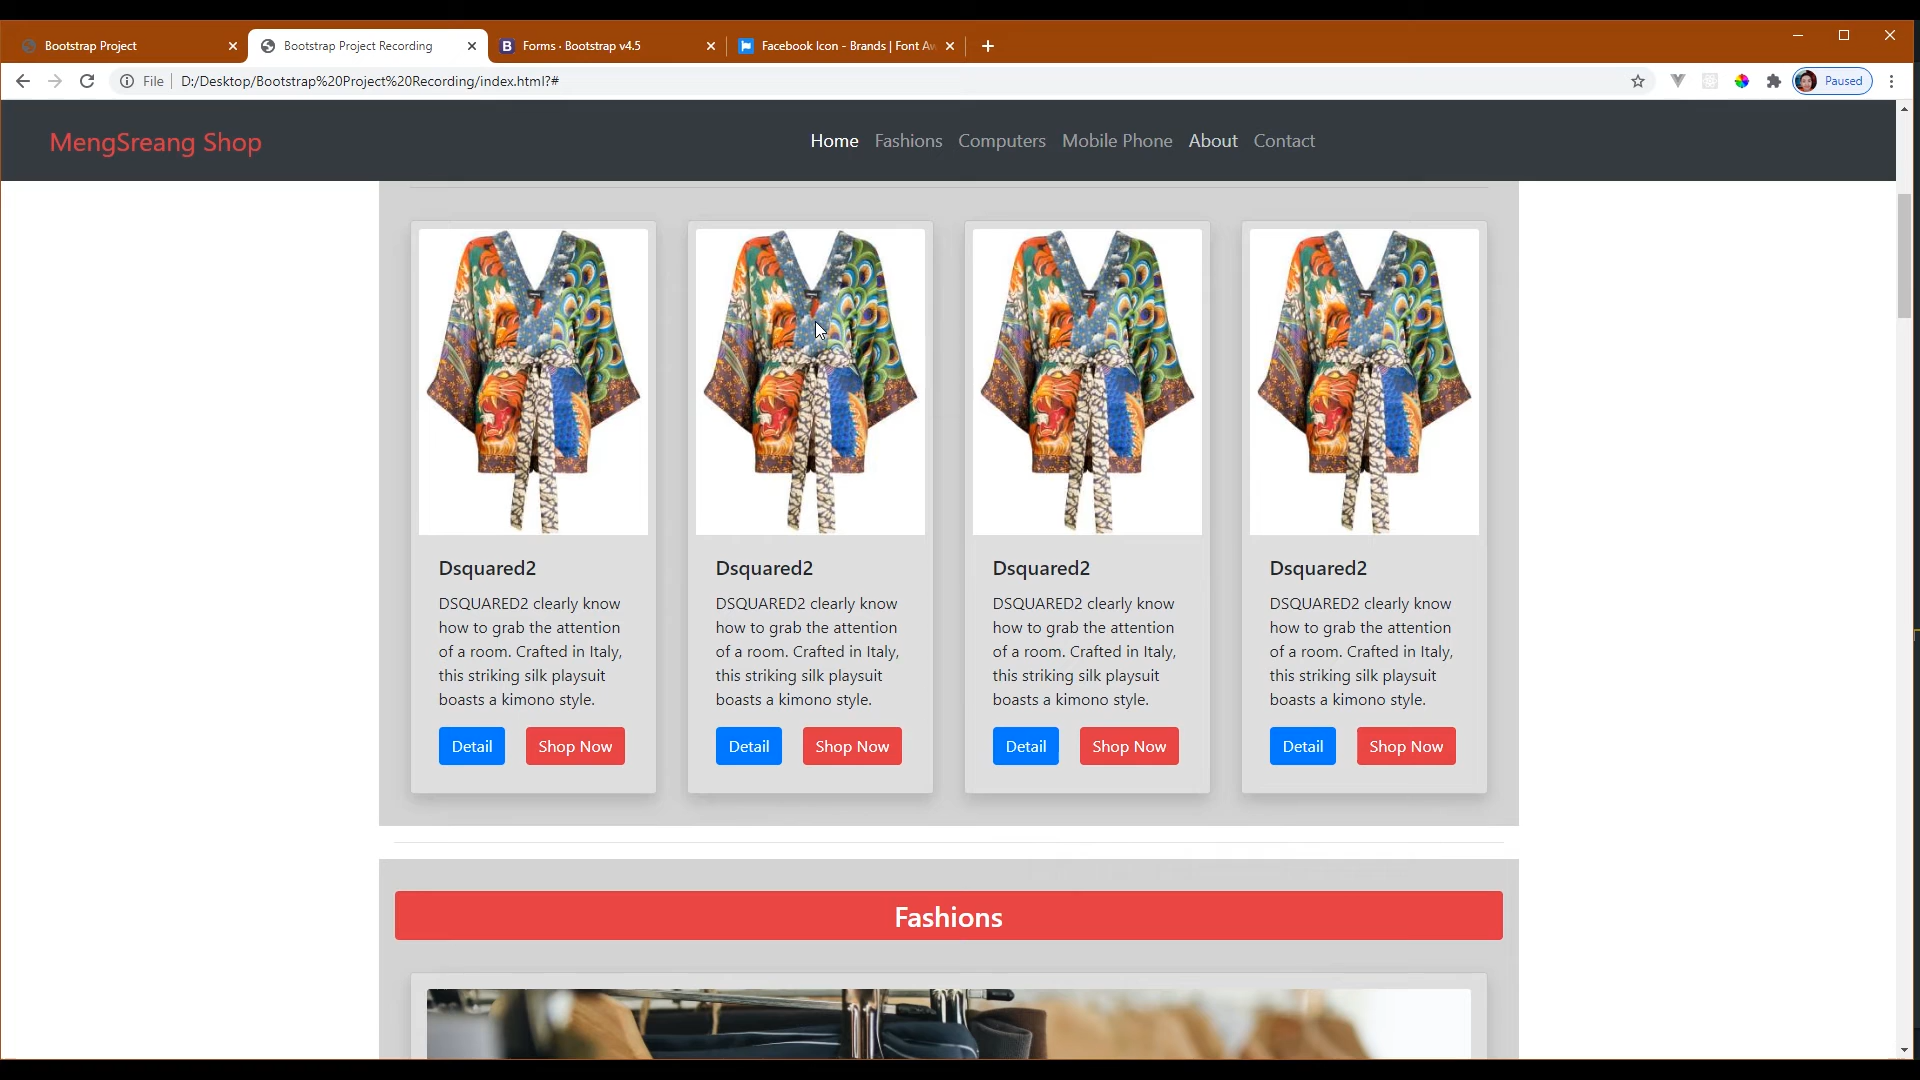 Bootstrap Project
Bootstrap Project Recording
Forms · Bootstrap v4.5
Facebook Icon - Brands | Font Aw
File
D:/Desktop/Bootstrap%20Project%20Recording/index.html?#
Paused
MengSreang Shop
Home Fashions Computers Mobile Phone About Contact
Dsquared2
DSQUARED2 clearly know
how to grab the attention
of a room. Crafted in Italy,
this striking silk playsuit
boasts a kimono style.
Detail Shop Now
Dsquared2
DSQUARED2 clearly know
how to grab the attention
of a room. Crafted in Italy,
this striking silk playsuit
boasts a kimono style.
Detail Shop Now
Dsquared2
DSQUARED2 clearly know
how to grab the attention
of a room. Crafted in Italy,
this striking silk playsuit
boasts a kimono style.
Detail Shop Now
Dsquared2
DSQUARED2 clearly know
how to grab the attention
of a room. Crafted in Italy,
this striking silk playsuit
boasts a kimono style.
Detail Shop Now
Fashions